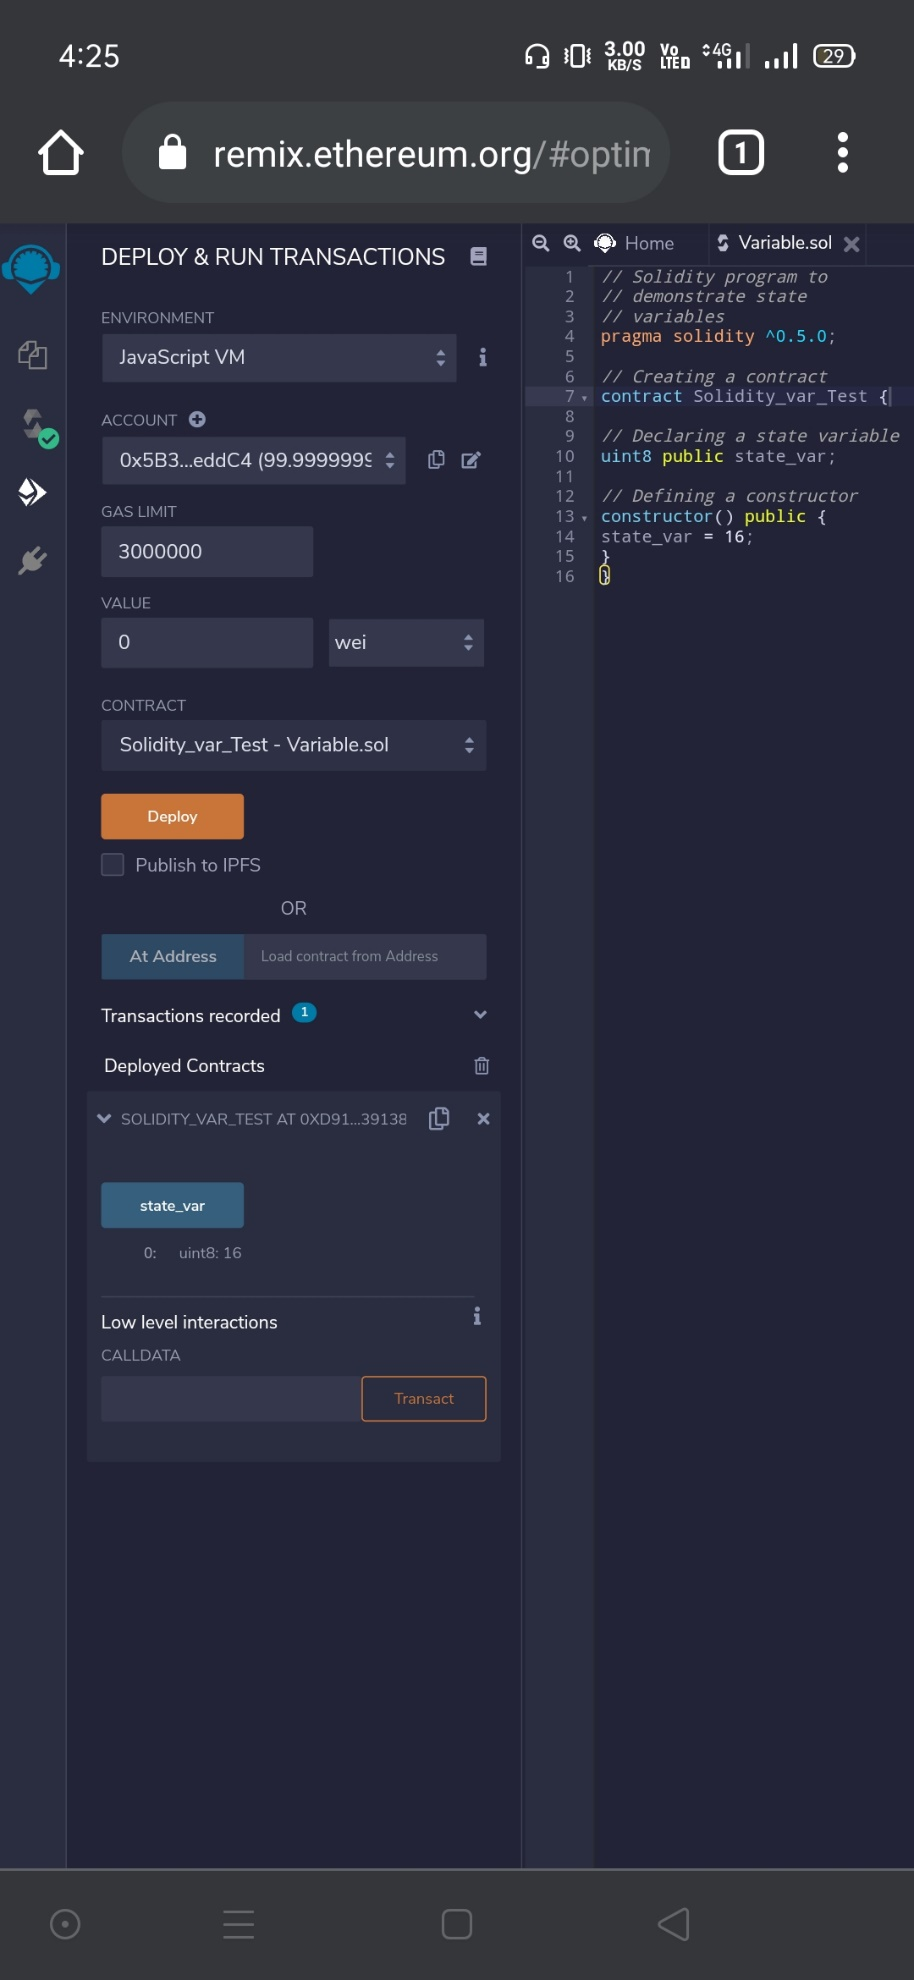 4:25
3.00
KB/S
Vo
LTE
4G
29
remix.ethereum.org/#optim
1
DEPLOY & RUN TRANSACTIONS
ENVIRONMENT
JavaScript VM
ACCOUNT
0x5B3...eddC4 (99.9999999
GAS LIMIT
3000000
VALUE
0
wei
CONTRACT
Solidity_var_Test - Variable.sol
Deploy
Publish to IPFS
OR
At Address
Load contract from Address
Transactions recorded 1
Deployed Contracts
SOLIDITY_VAR_TEST AT 0XD91...39138
state_var
0: uint8: 16
Low level interactions
CALLDATA
Transact
Home
Variable.sol
1 // Solidity program to
2 // demonstrate state
3 // variables
4 pragma solidity ^0.5.0;
5
6 // Creating a contract
7 contract Solidity_var_Test {
8
9 // Declaring a state variable
10 uint8 public state_var;
11
12 // Defining a constructor
13 constructor() public {
14 state_var = 16;
15 }
16 }